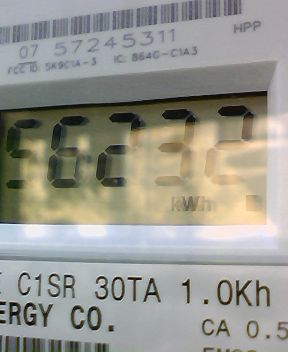 HPP
07 57245311
FCC ID: SK9C1A-3 IC: 864G-C1A3
56232
kWh
C1SR 30TA 1.0Kh
ERGY CO.
CA 0.5